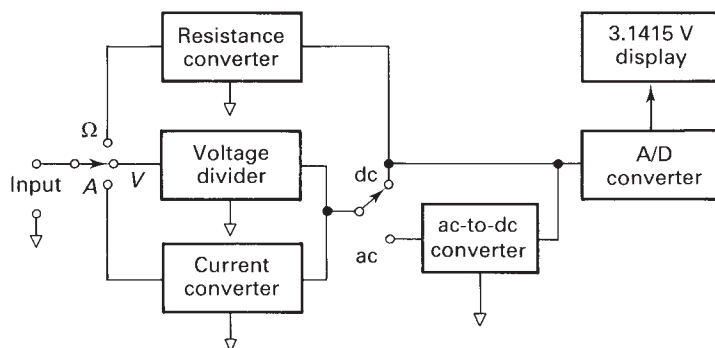 Resistance
converter
3.1415 V
display
Ω
Input
A
V
Voltage
divider
dc
A/D
converter
ac
ac-to-dc
converter
Current
converter